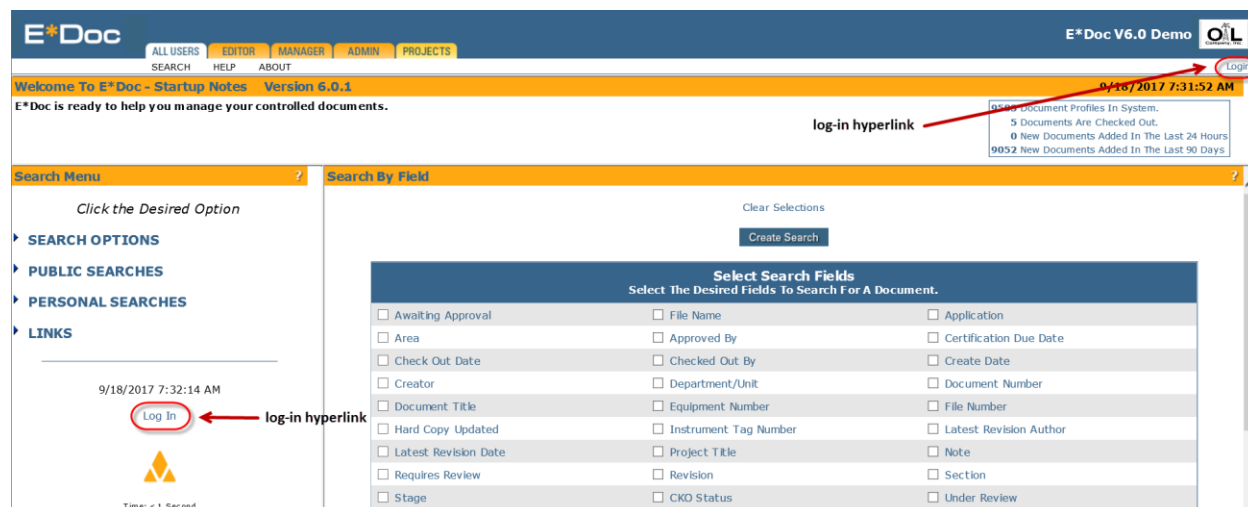 E*Doc
E*Doc V6.0 Demo
OIL
Company, Inc.
ALL USERS EDITOR MANAGER ADMIN PROJECTS
SEARCH HELP ABOUT
Login
Welcome To E*Doc - Startup Notes Version 6.0.1
9/18/2017 7:31:52 AM
E*Doc is ready to help you manage your controlled documents.
Document Profiles In System.
5 Documents Are Checked Out.
0 New Documents Added In The Last 24 Hours
9052 New Documents Added In The Last 90 Days
log-in hyperlink
Search Menu ?
Search By Field ?
Click the Desired Option
Clear Selections
SEARCH OPTIONS
Create Search
PUBLIC SEARCHES
PERSONAL SEARCHES
LINKS
Select Search Fields
Select The Desired Fields To Search For A Document.
Awaiting Approval File Name Application
Area Approved By Certification Due Date
Check Out Date Checked Out By Create Date
Creator Department/Unit Document Number
Document Title Equipment Number File Number
Hard Copy Updated Instrument Tag Number Latest Revision Author
Latest Revision Date Project Title Note
Requires Review Revision Section
Stage CKO Status Under Review
9/18/2017 7:32:14 AM
Log In
log-in hyperlink
Time: < 1 Second